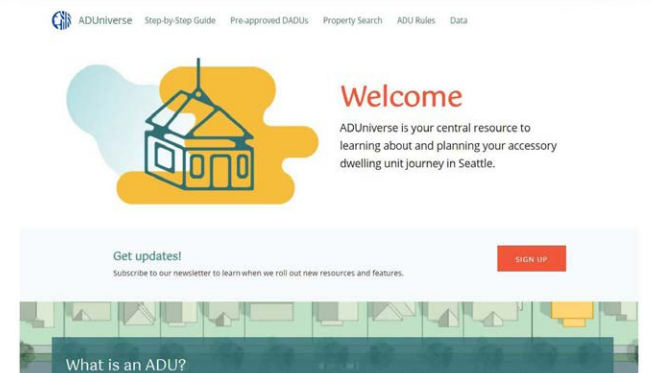 ADUniverse Step-by-Step Guide Pre-approved DADUs Property Search ADU Rules Data
Welcome
ADUniverse is your central resource to
learning about and planning your accessory
dwelling unit journey in Seattle.
Get updates!
Subscribe to our newsletter to learn when we roll out new resources and features.
SIGN UP
What is an ADU?